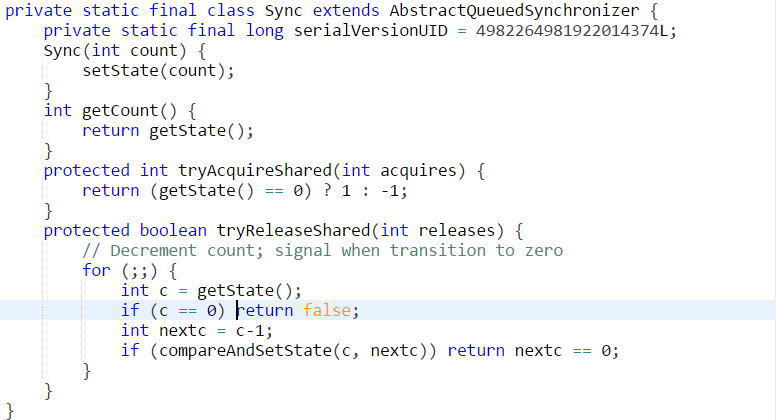 private static final class Sync extends AbstractQueuedSynchronizer {
    private static final long serialVersionUID = 4982264981922014374L;
    Sync(int count) {
        setState(count);
    }
    int getCount() {
        return getState();
    }
    protected int tryAcquireShared(int acquires) {
        return (getState() == 0) ? 1 : -1;
    }
    protected boolean tryReleaseShared(int releases) {
        // Decrement count; signal when transition to zero
        for (;;) {
            int c = getState();
            if (c == 0) return false;
            int nextc = c-1;
            if (compareAndSetState(c, nextc)) return nextc == 0;
        }
    }
}